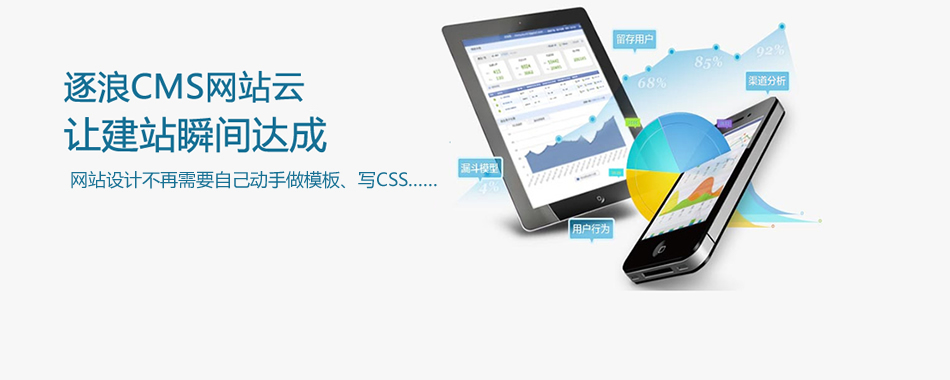 逐浪CMS网站云
让建站瞬间达成
网站设计不再需要自己动手做模板、写CSS......
留存用户
92%
85%
68%
渠道分析
漏斗模型
用户行为